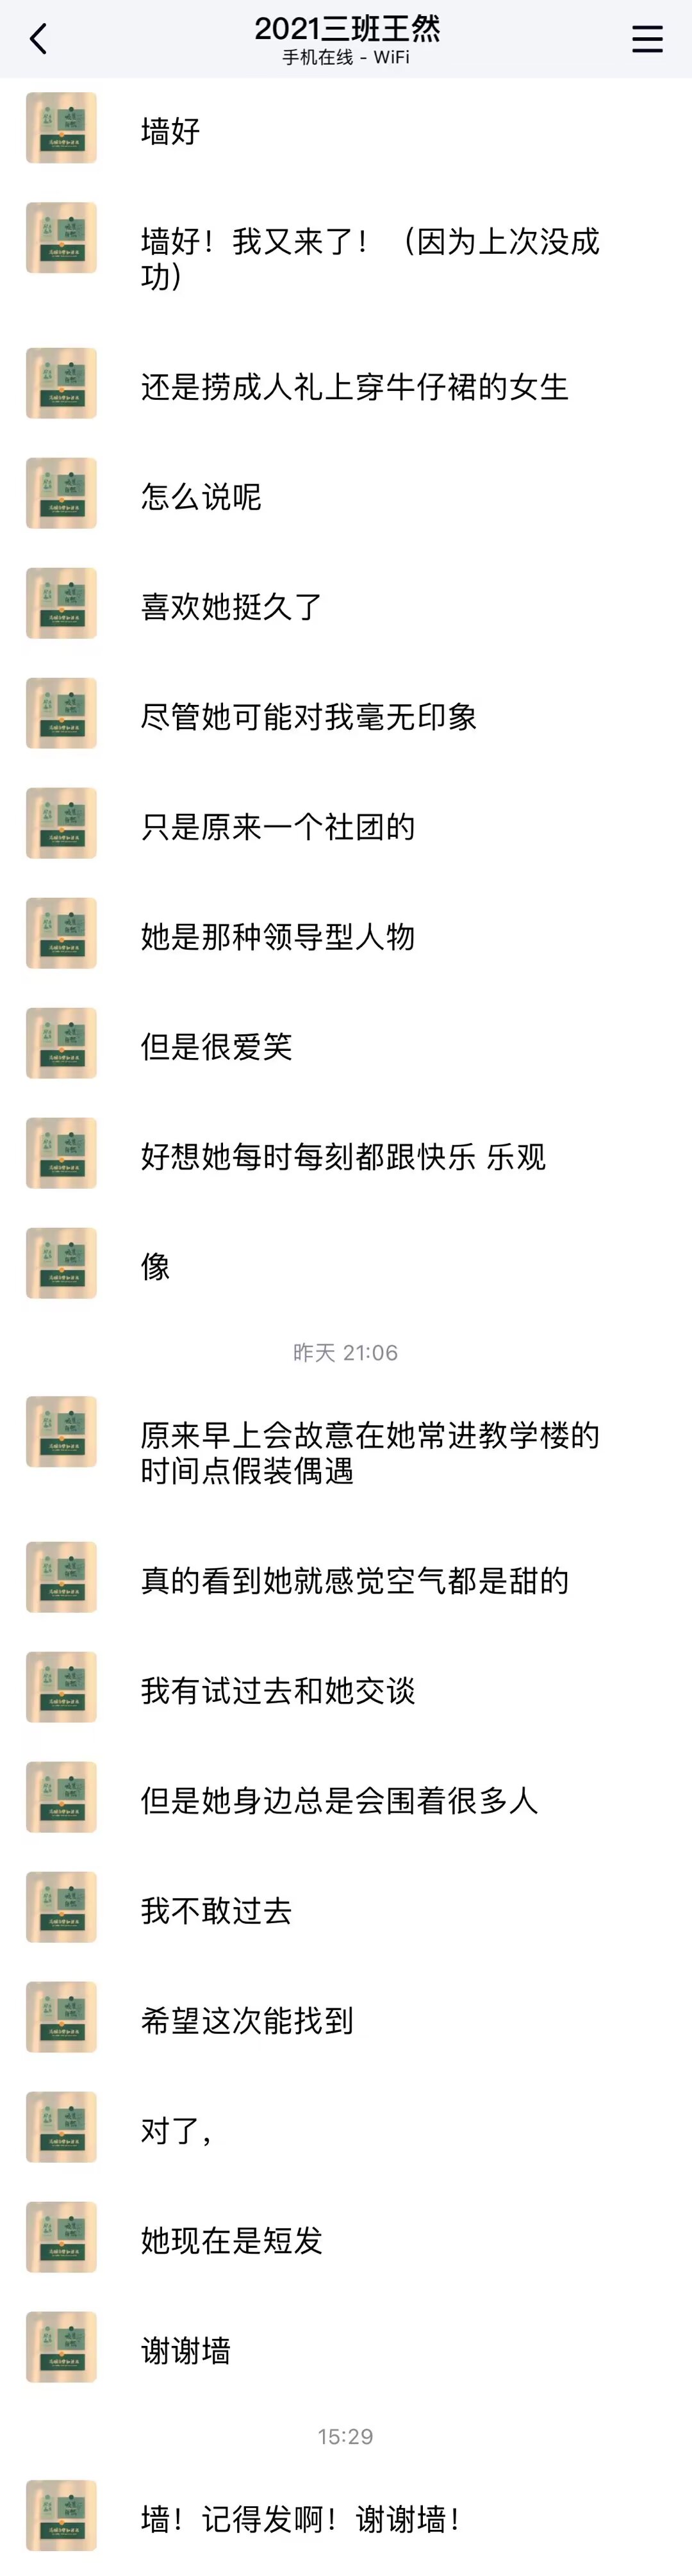 2021三班王然
手机在线 - WiFi
墙好
墙好！我又来了！（因为上次没成
功）
还是捞成人礼上穿牛仔裙的女生
怎么说呢
喜欢她挺久了
尽管她可能对我毫无印象
只是原来一个社团的
她是那种领导型人物
但是很爱笑
好想她每时每刻都跟快乐 乐观
像
昨天 21:06
原来早上会故意在她常进教学楼的
时间点假装偶遇
真的看到她就感觉空气都是甜的
我有试过去和她交谈
但是她身边总是会围着很多人
我不敢过去
希望这次能找到
对了，
她现在是短发
谢谢墙
15:29
墙！记得发啊！谢谢墙！